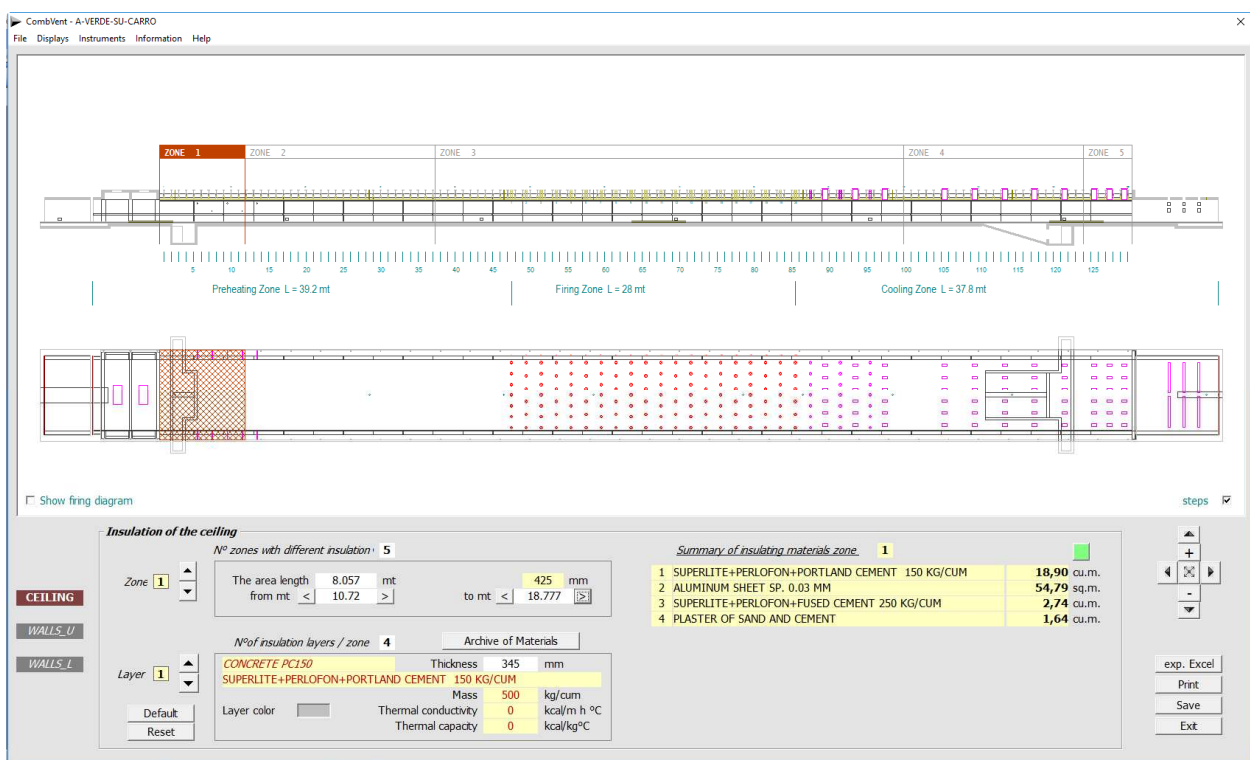 CombVent - A-VERDE-SU-CARRO
File Displays Instruments Information Help
ZONE 1 ZONE 2 ZONE 3 ZONE 4 ZONE 5
5 10 15 20 25 30 35 40 45 50 55 60 65 70 75 80 85 90 95 100 105 110 115 120 125
Preheating Zone L = 39.2 mt Firing Zone L = 28 mt Cooling Zone L = 37.8 mt
Show firing diagram steps
Insulation of the ceiling
Nº zones with different insulation 5
Zone 1
The area length 8.057 mt 425 mm
from mt < 10.72 > to mt < 18.777 >
CEILING
WALLS_U
WALLS_L
Nº of insulation layers / zone 4 Archive of Materials
Layer 1
CONCRETE PC150 Thickness 345 mm
SUPERLITE+PERLOFON+PORTLAND CEMENT 150 KG/CUM
Mass 500 kg/cum
Layer color Thermal conductivity 0 kcal/m h ºC
Thermal capacity 0 kcal/kgºC
Default
Reset
Summary of insulating materials zone 1
1 SUPERLITE+PERLOFON+PORTLAND CEMENT 150 KG/CUM 18,90 cu.m.
2 ALUMINUM SHEET SP. 0.03 MM 54,79 sq.m.
3 SUPERLITE+PERLOFON+FUSED CEMENT 250 KG/CUM 2,74 cu.m.
4 PLASTER OF SAND AND CEMENT 1,64 cu.m.
+
-
exp. Excel
Print
Save
Exit